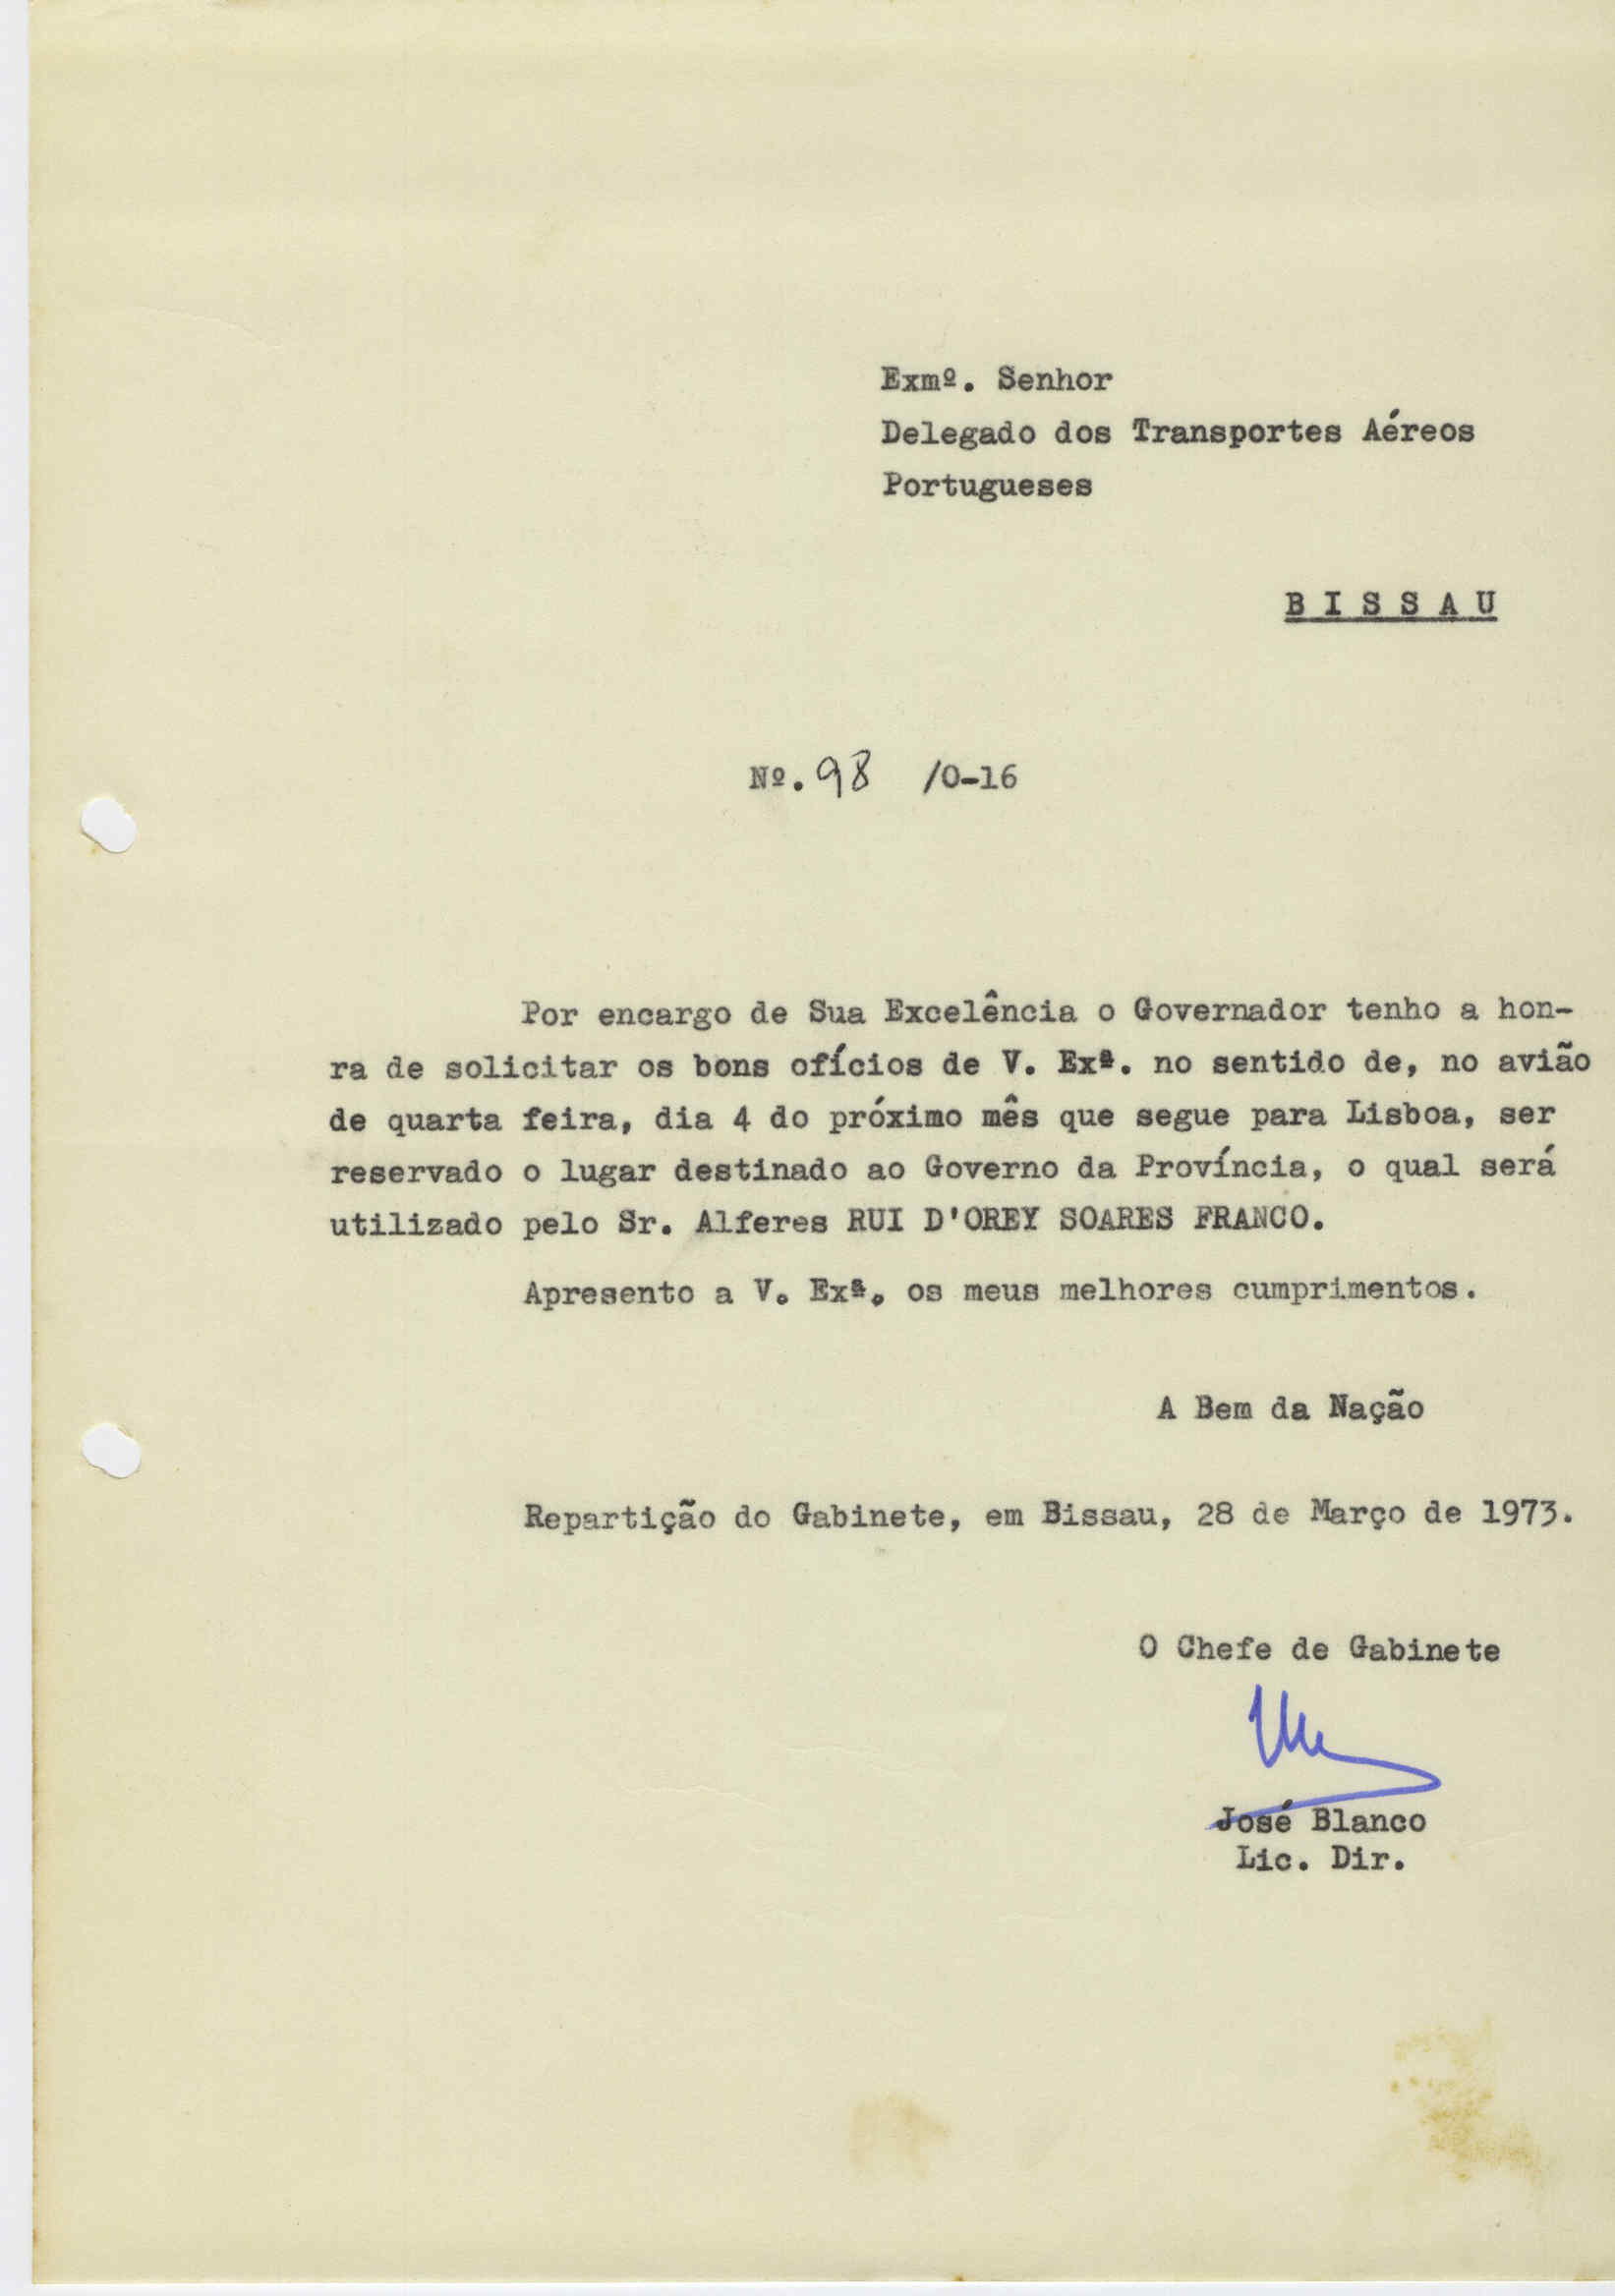 Exmº. Senhor
Delegado dos Transportes Aéreos
Portugueses
B I S S A U
Nº. 98 /0-16
Por encargo de Sua Excelência o Governador tenho a hon-
ra de solicitar os bons ofícios de V. Exª. no sentido de, no avião
de quarta feira, dia 4 do próximo mês que segue para Lisboa, ser
reservado o lugar destinado ao Governo da Província, o qual será
utilizado pelo Sr. Alferes RUI D'OREY SOARES FRANCO.
Apresento a V. Exª. os meus melhores cumprimentos.
A Bem da Nação
Repartição do Gabinete, em Bissau, 28 de Março de 1973.
O Chefe de Gabinete
José Blanco
Lic. Dir.